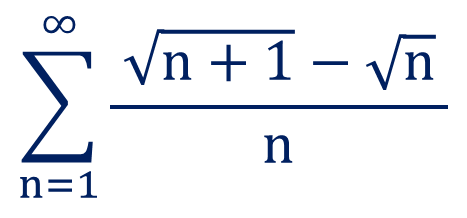 ∞
∑ (√(n + 1) − √n) / n
n=1